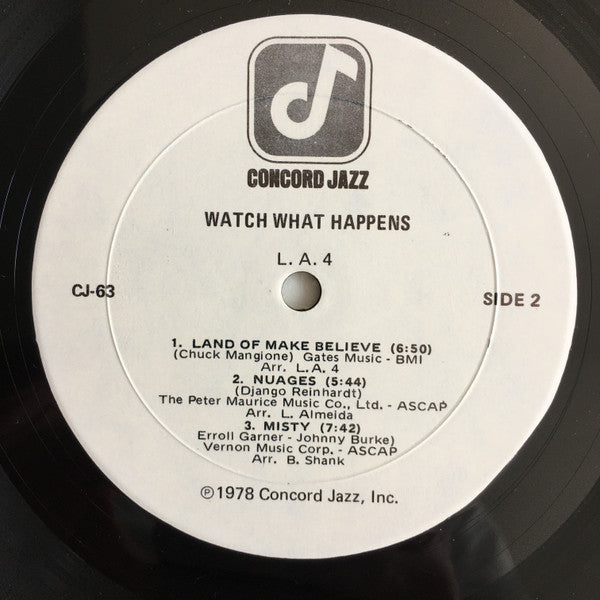 CONCORD JAZZ
WATCH WHAT HAPPENS
L. A. 4
CJ-63
SIDE 2
1. LAND OF MAKE BELIEVE (6:50)
(Chuck Mangione) Gates Music - BMI
Arr. L.A. 4
2. NUAGES (5:44)
(Django Reinhardt)
The Peter Maurice Music Co., Ltd. - ASCAP
Arr. L. Almeida
3. MISTY (7:42)
Erroll Garner - Johnny Burke)
Vernon Music Corp. - ASCAP
Arr. B. Shank
℗1978 Concord Jazz, Inc.